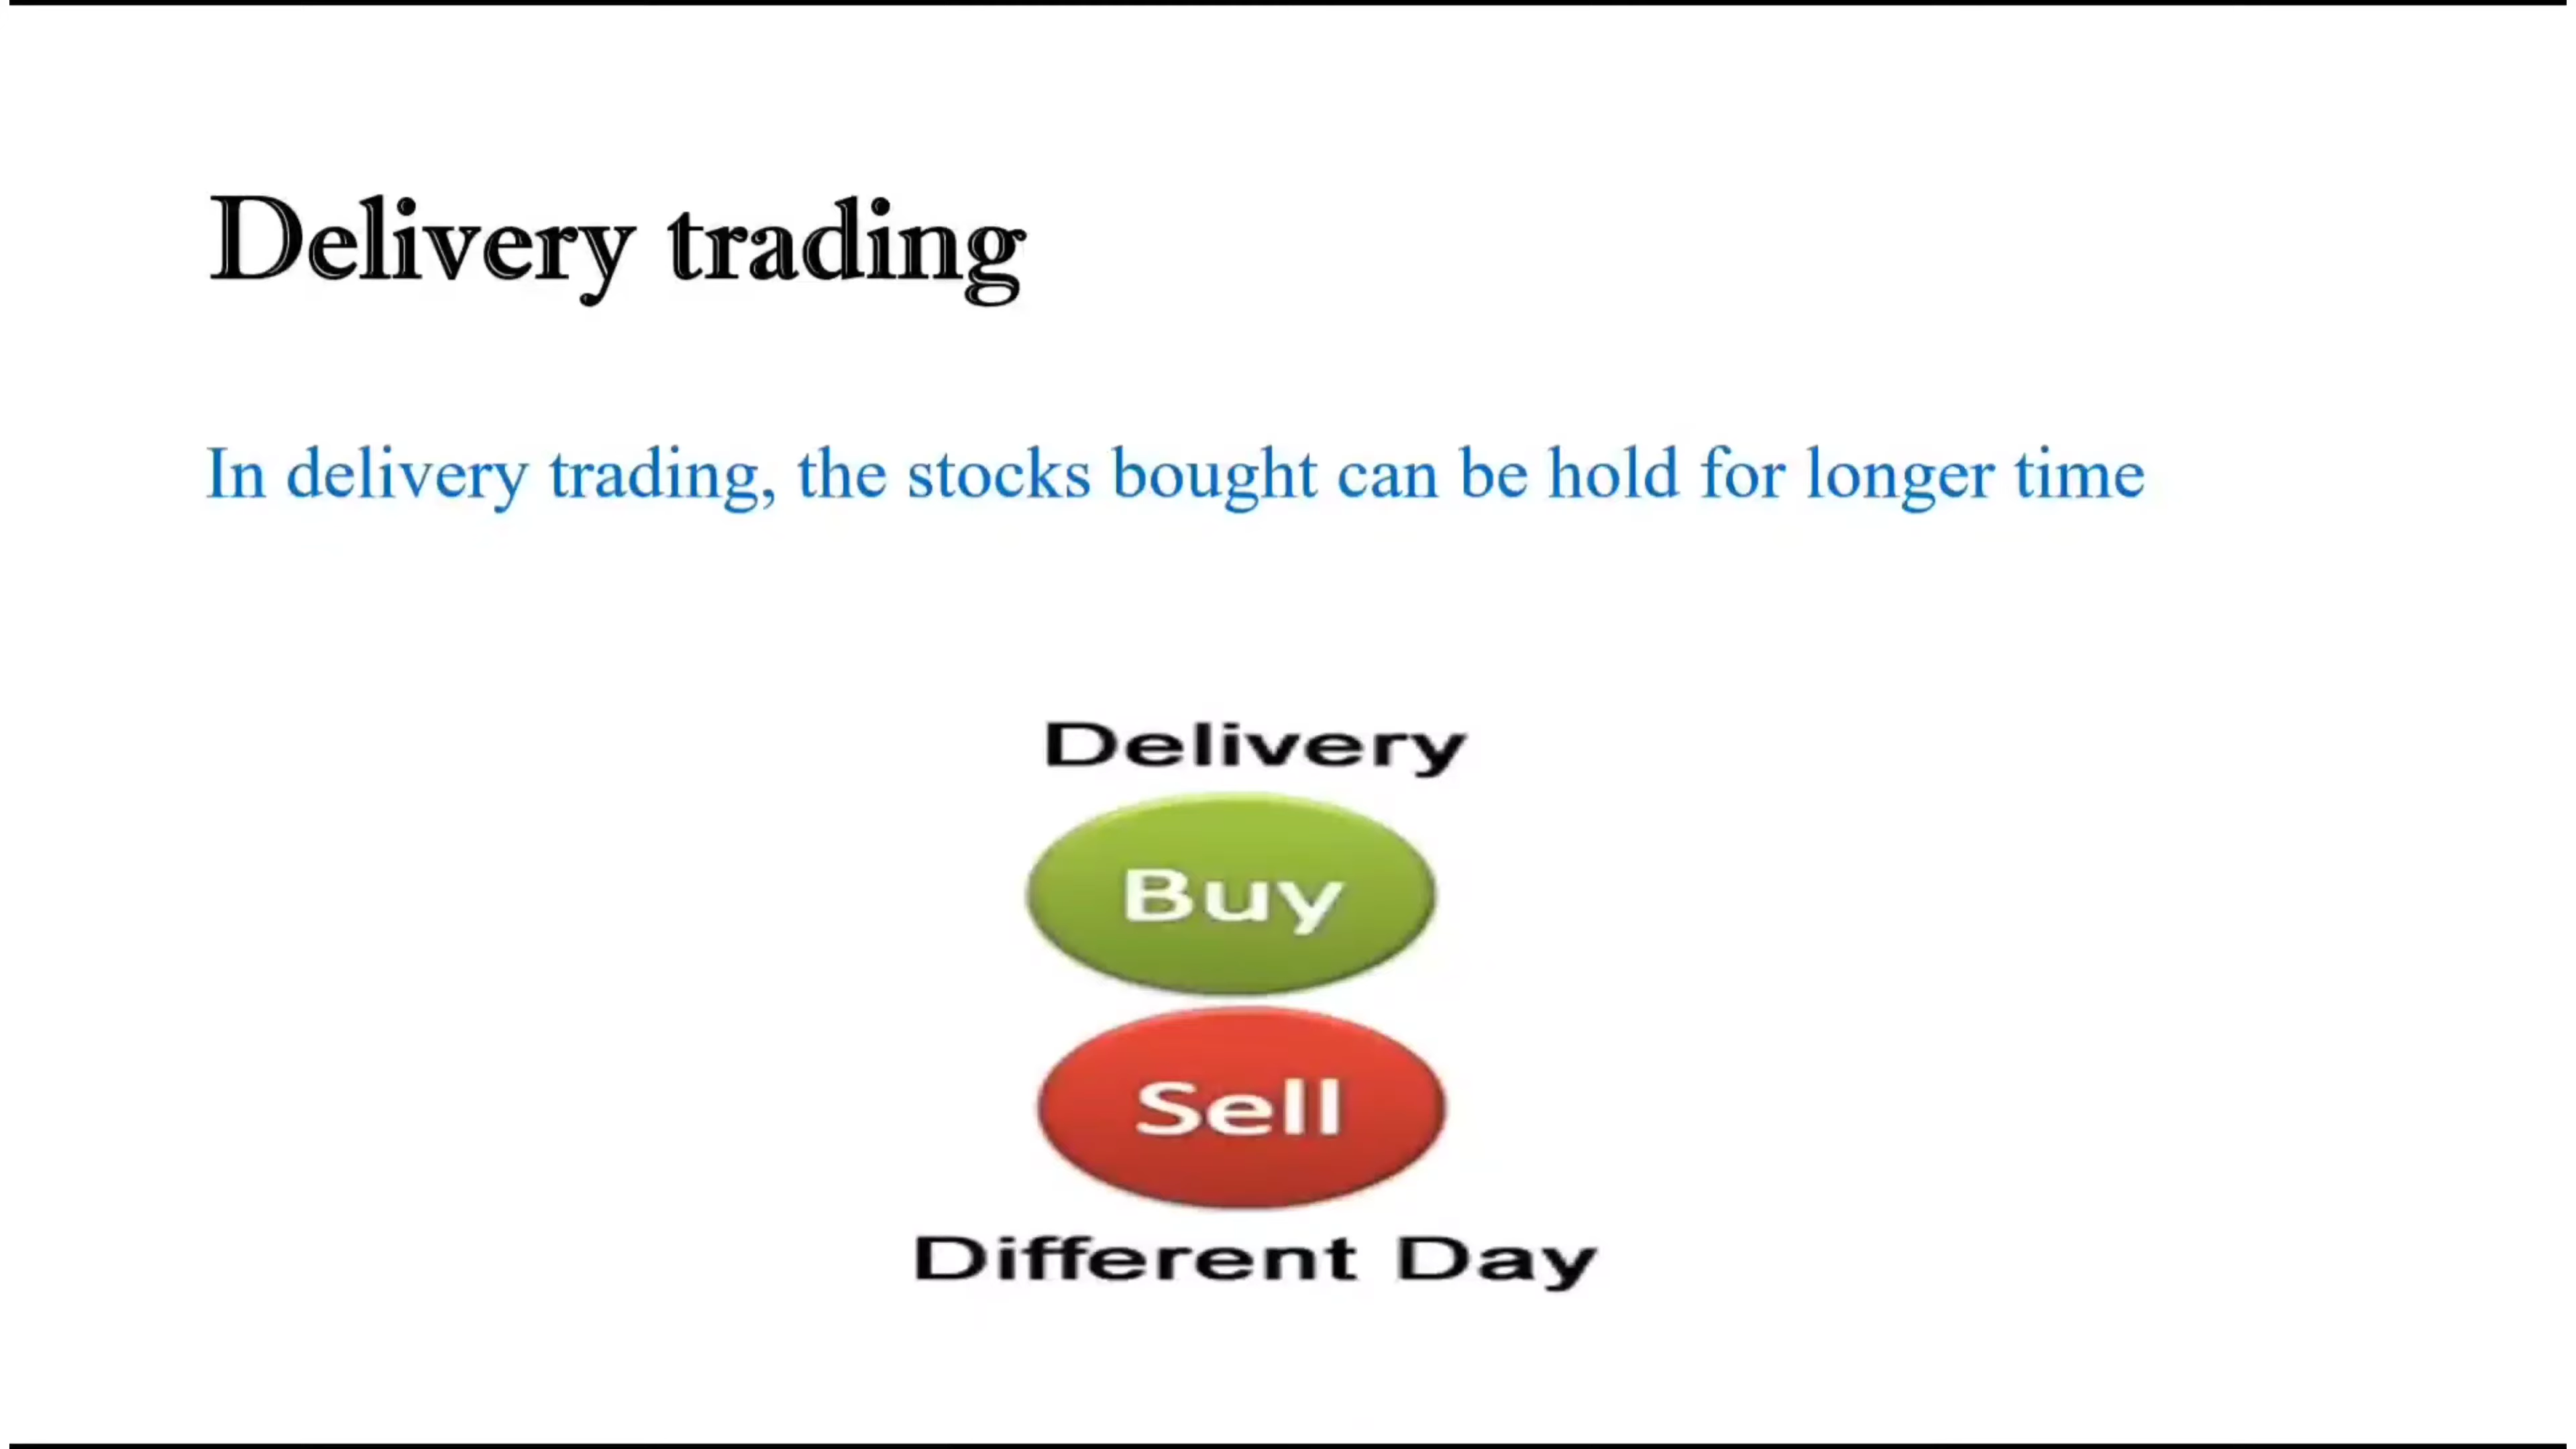 Delivery trading
In delivery trading, the stocks bought can be hold for longer time
Delivery
Buy
Sell
Different Day